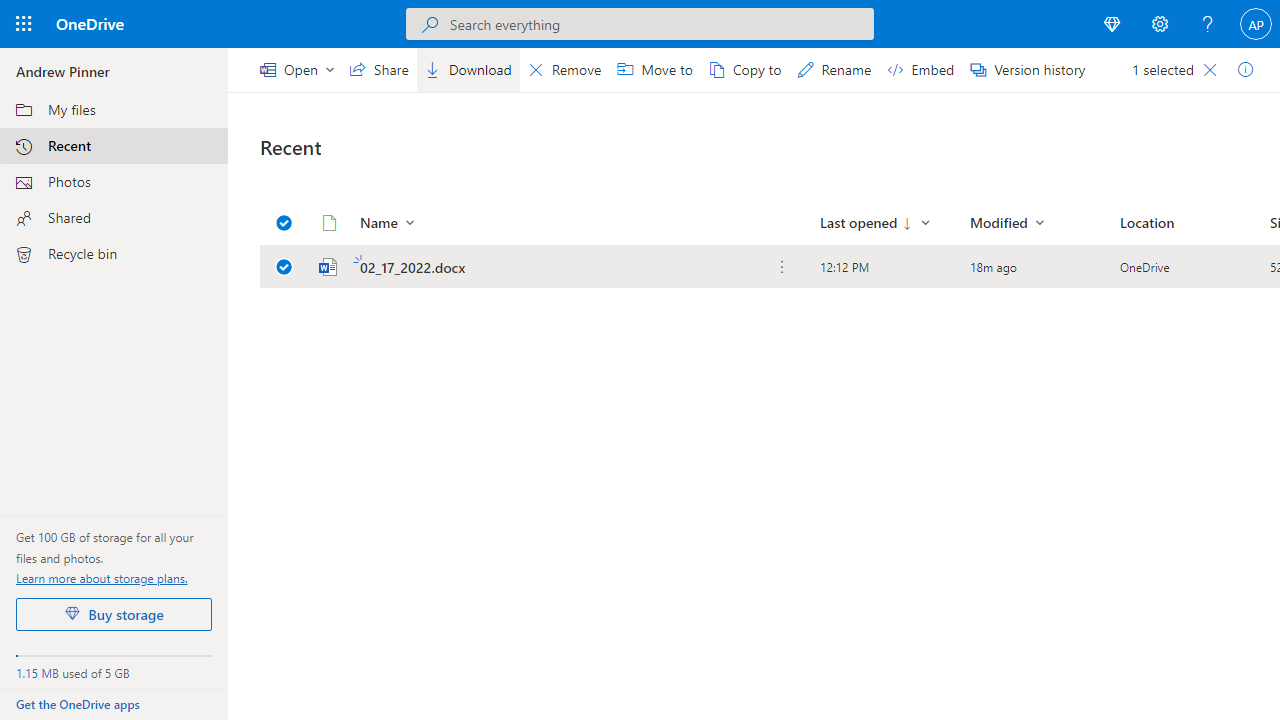 OneDrive
Search everything
AP
Andrew Pinner
My files
Recent
Photos
Shared
Recycle bin
Get 100 GB of storage for all your
files and photos.
Learn more about storage plans.
Buy storage
1.15 MB used of 5 GB
Get the OneDrive apps
Open Share Download Remove Move to Copy to Rename Embed Version history 1 selected
Recent
Name Last opened ↓ Modified Location Si
02_17_2022.docx 12:12 PM 18m ago OneDrive 52